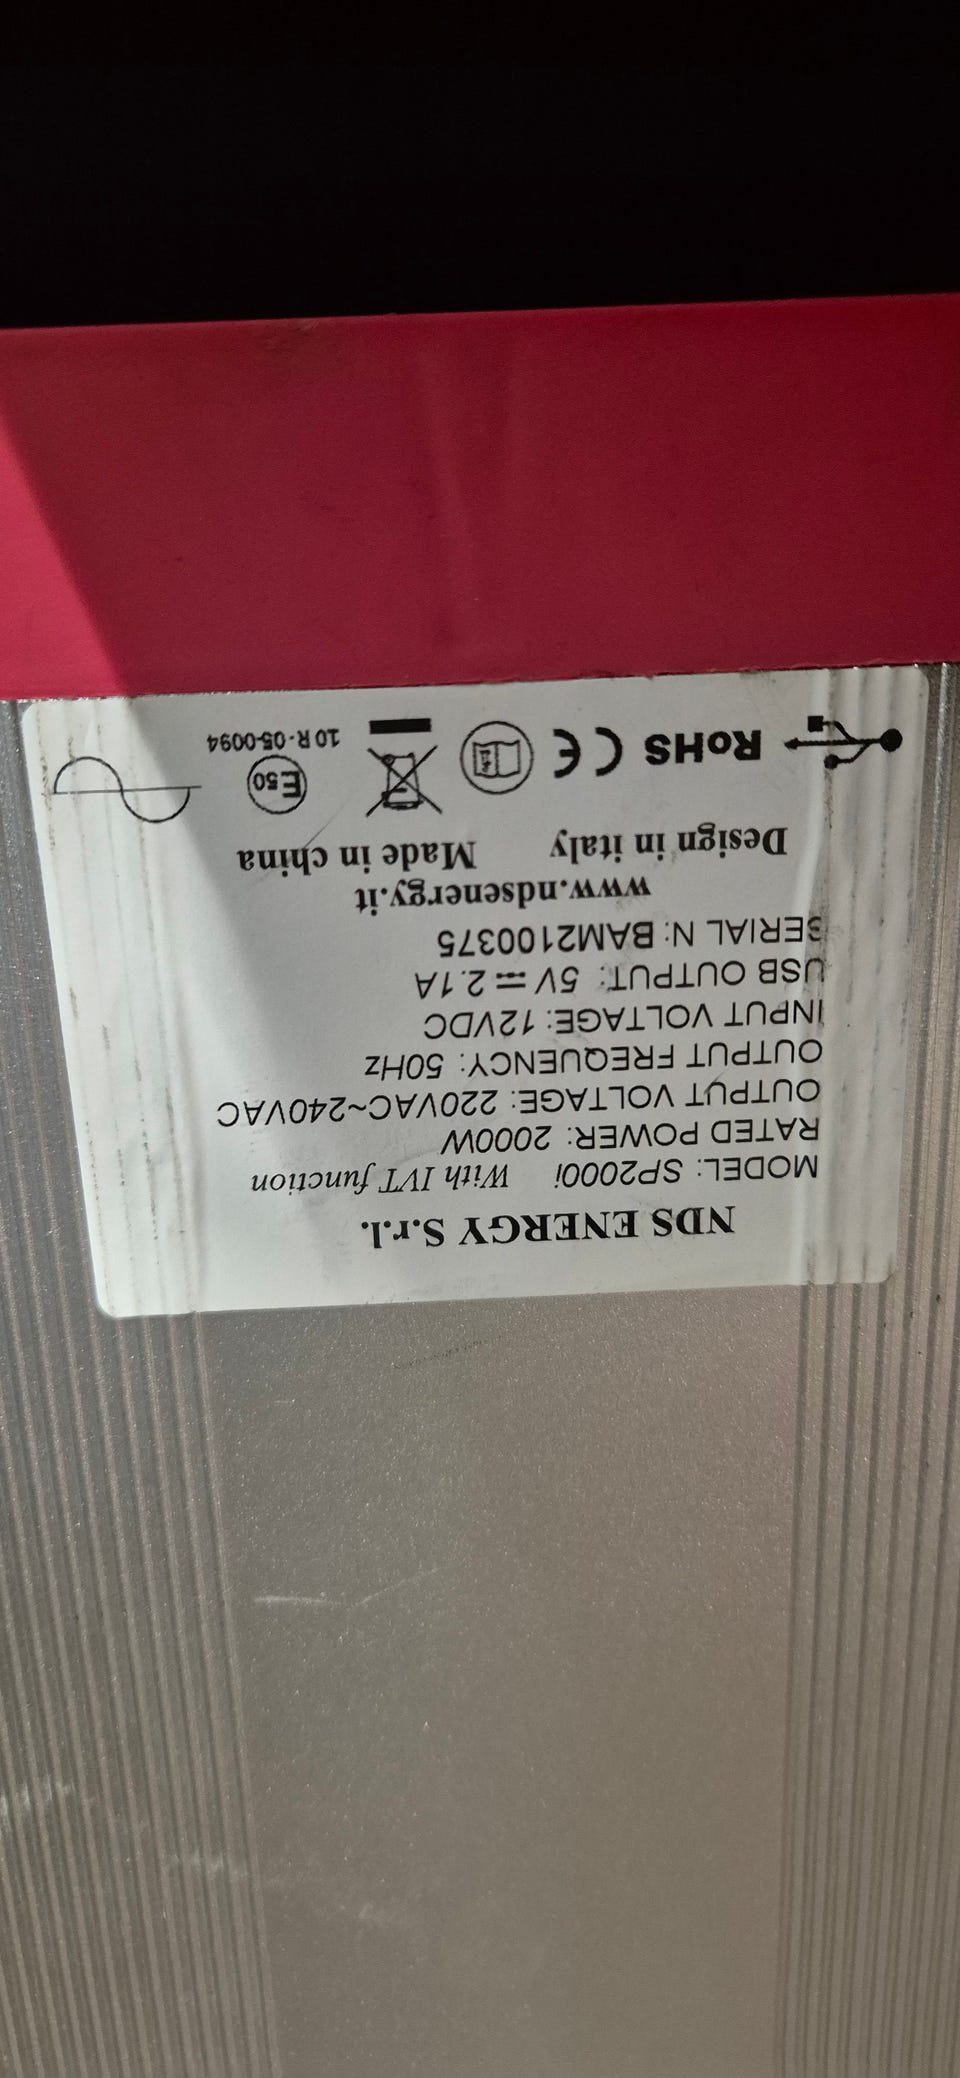 NDS ENERGY S.r.l.
MODEL: SP2000i With IVT function
RATED POWER: 2000W
OUTPUT VOLTAGE: 220VAC~240VAC
OUTPUT FREQUENCY: 50Hz
INPUT VOLTAGE: 12VDC
USB OUTPUT: 5V ⎓ 2.1A
SERIAL N: BAM2100375
www.ndsenergy.it
Design in italy Made in china
RoHS CE E50
10 R-05-0094